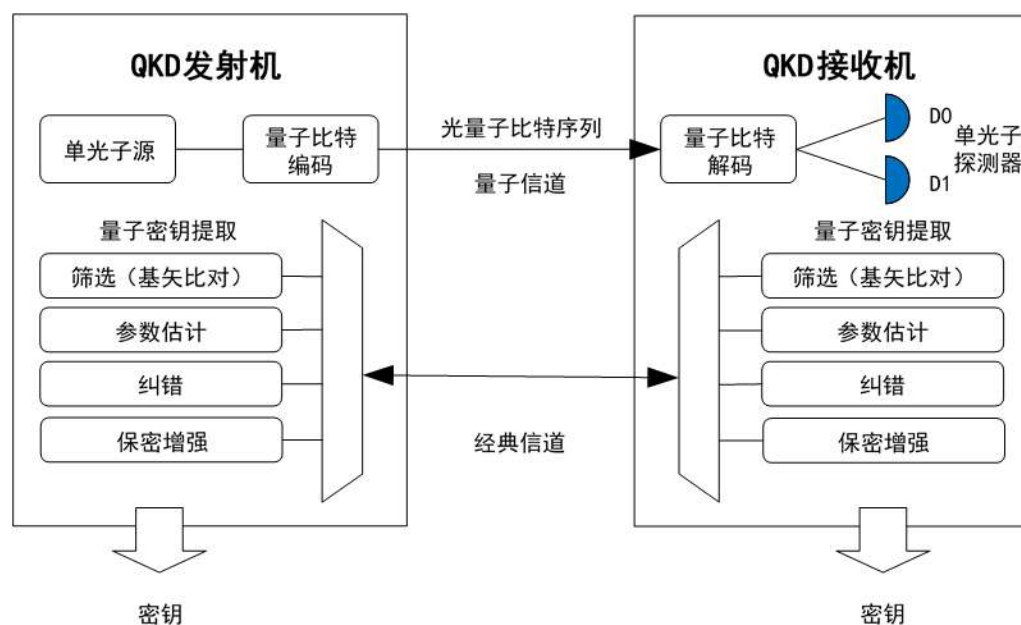 QKD发射机
单光子源
量子比特
编码
量子密钥提取
筛选（基矢比对）
参数估计
纠错
保密增强
密钥
光量子比特序列
量子信道
经典信道
QKD接收机
量子比特
解码
D0
单光子
探测器
D1
量子密钥提取
筛选（基矢比对）
参数估计
纠错
保密增强
密钥